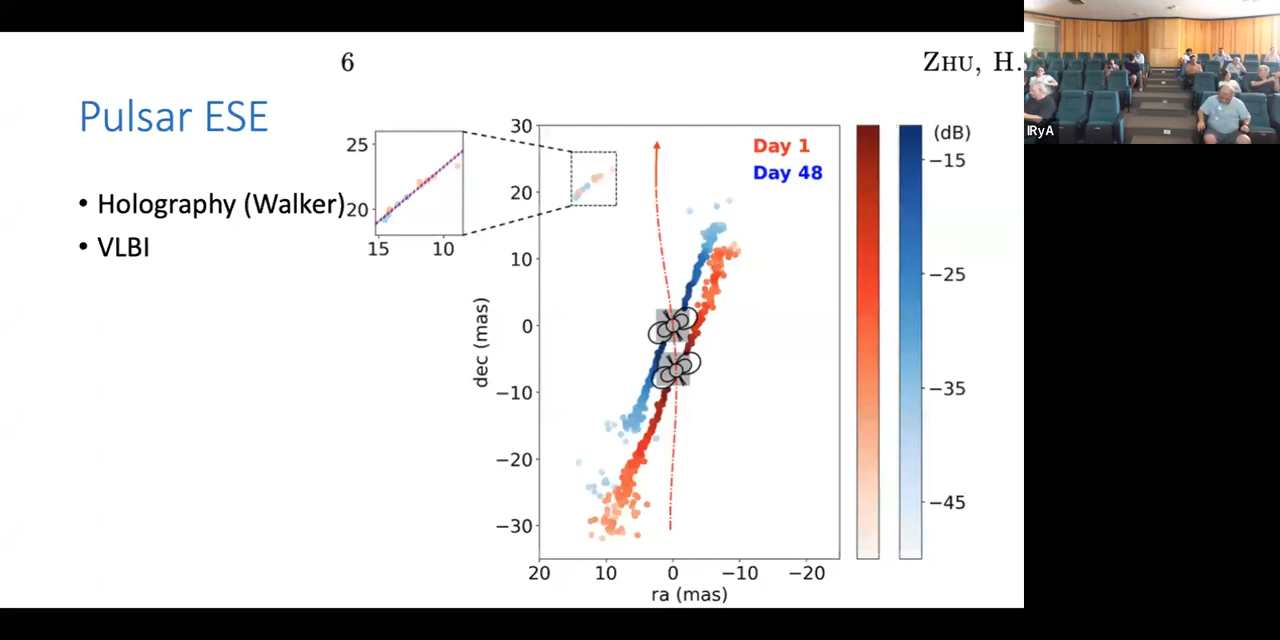 6
ZHU, H.
Pulsar ESE
• Holography (Walker)
• VLBI
25
20
15
10
30
20
10
0
−10
−20
−30
dec (mas)
20
10
0
−10
−20
ra (mas)
Day 1
Day 48
(dB)
−15
−25
−35
−45
IRyA